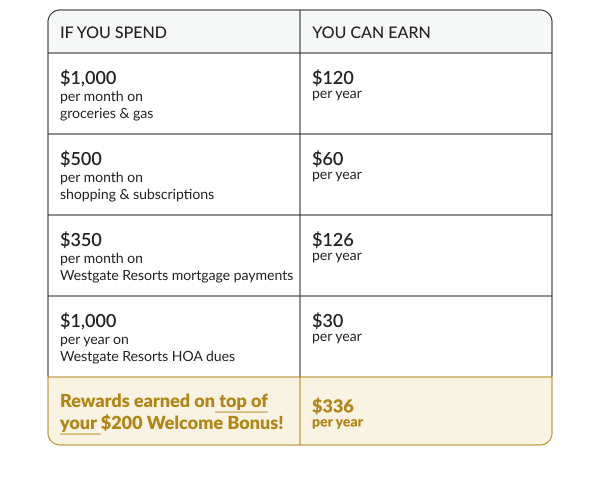 IF YOU SPEND
YOU CAN EARN
$1,000
per month on
groceries & gas
$120
per year
$500
per month on
shopping & subscriptions
$60
per year
$350
per month on
Westgate Resorts mortgage payments
$126
per year
$1,000
per year on
Westgate Resorts HOA dues
$30
per year
Rewards earned on top of
your $200 Welcome Bonus!
$336
per year